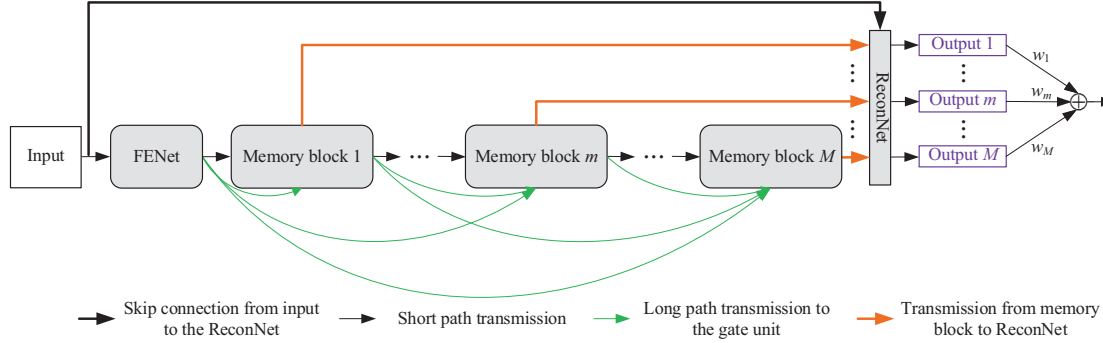 Input
FENet
Memory block 1
...
Memory block m
...
Memory block M
ReconNet
...
...
Output 1
...
Output m
...
Output M
w1
wm
wM
Skip connection from input
to the ReconNet
Short path transmission
Long path transmission to
the gate unit
Transmission from memory
block to ReconNet